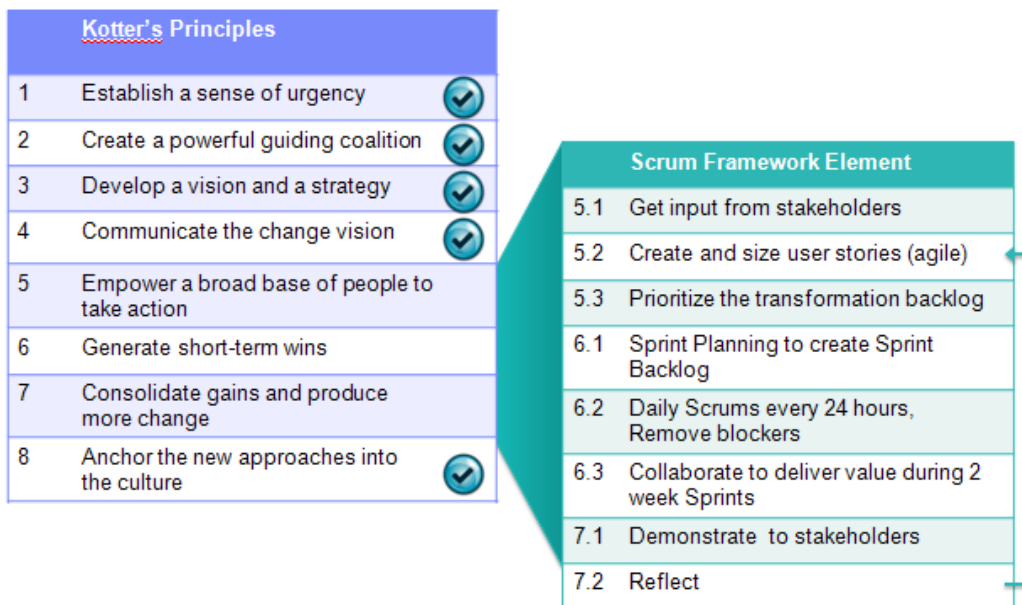 Kotter's Principles
1 Establish a sense of urgency
2 Create a powerful guiding coalition
3 Develop a vision and a strategy
4 Communicate the change vision
5 Empower a broad base of people to
take action
6 Generate short-term wins
7 Consolidate gains and produce
more change
8 Anchor the new approaches into
the culture
Scrum Framework Element
5.1 Get input from stakeholders
5.2 Create and size user stories (agile)
5.3 Prioritize the transformation backlog
6.1 Sprint Planning to create Sprint
Backlog
6.2 Daily Scrums every 24 hours,
Remove blockers
6.3 Collaborate to deliver value during 2
week Sprints
7.1 Demonstrate to stakeholders
7.2 Reflect